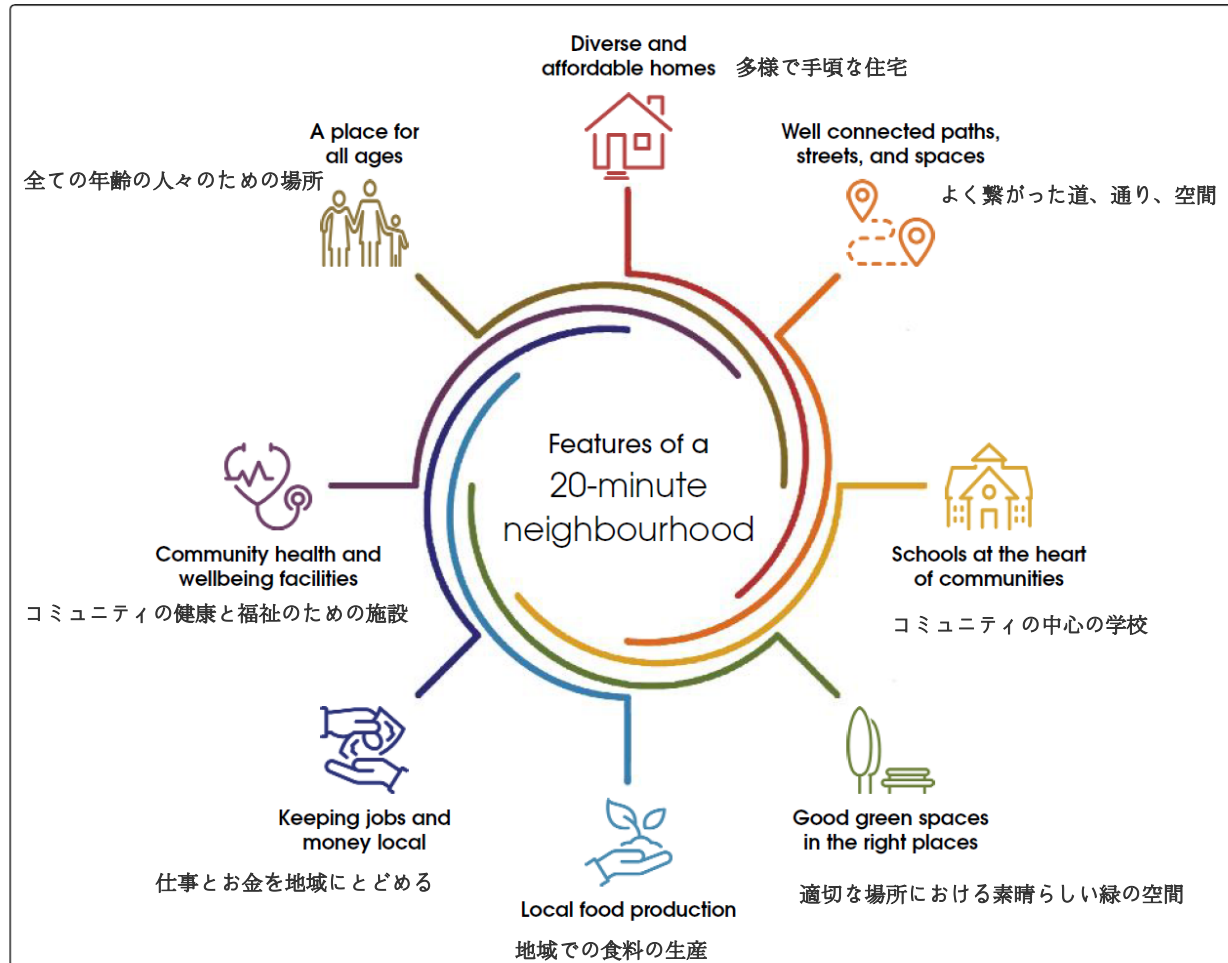 Diverse and
affordable homes
多様で手頃な住宅
Well connected paths,
streets, and spaces
よく繋がった道、通り、空間
Schools at the heart
of communities
コミュニティの中心の学校
Good green spaces
in the right places
適切な場所における素晴らしい緑の空間
Local food production
地域での食料の生産
Keeping jobs and
money local
仕事とお金を地域にとどめる
Community health and
wellbeing facilities
コミュニティの健康と福祉のための施設
A place for
all ages
全ての年齢の人々のための場所
Features of a
20-minute
neighbourhood